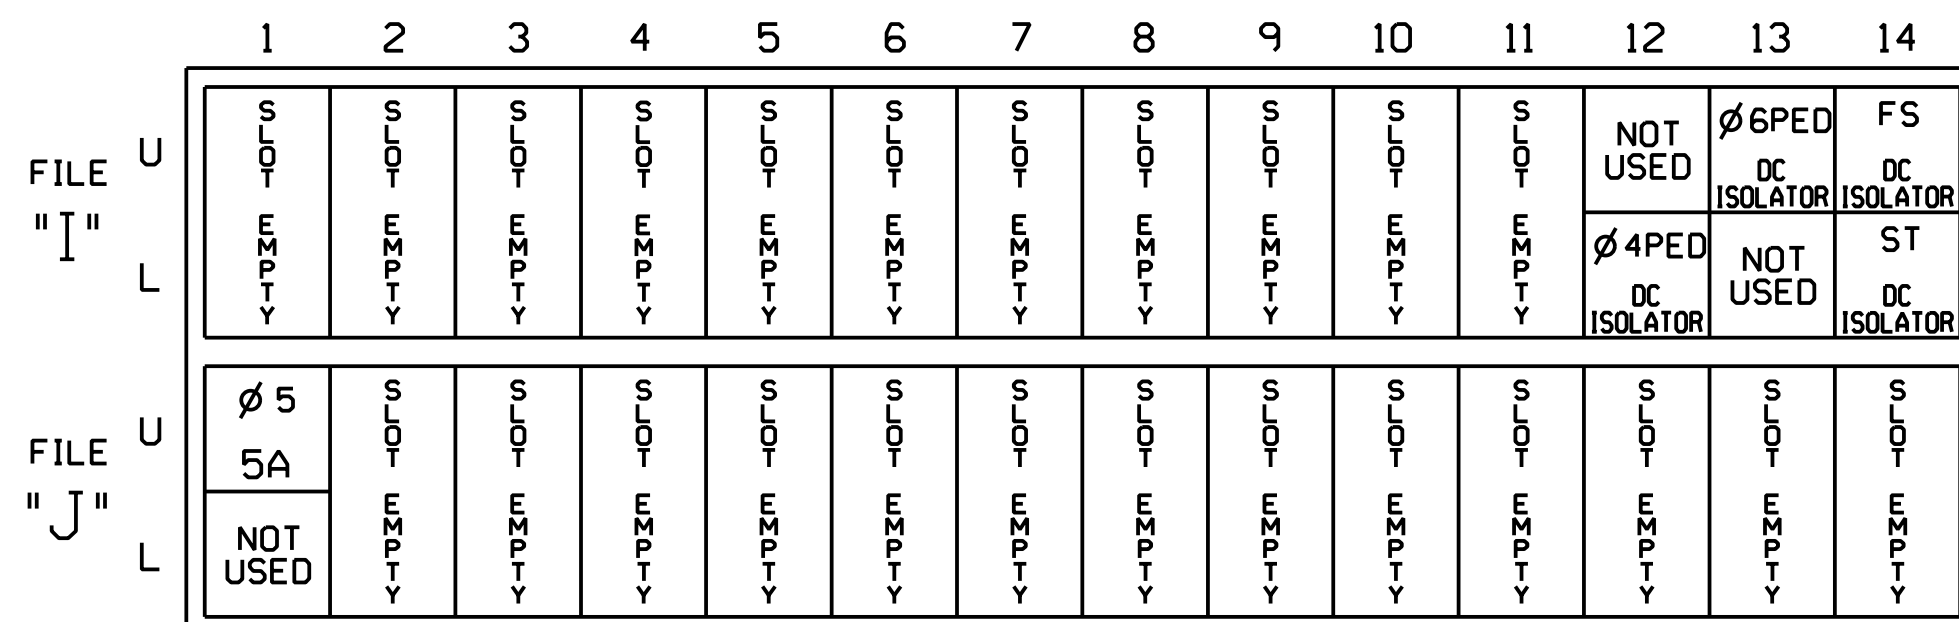 1 2 3 4 5 6 7 8 9 10 11 12 13 14
FILE "I"
U
L
SLOT EMPTY
SLOT EMPTY
SLOT EMPTY
SLOT EMPTY
SLOT EMPTY
SLOT EMPTY
SLOT EMPTY
SLOT EMPTY
SLOT EMPTY
SLOT EMPTY
SLOT EMPTY
NOT
USED
Ø4PED
DC
ISOLATOR
Ø6PED
DC
ISOLATOR
NOT
USED
FS
DC
ISOLATOR
ST
DC
ISOLATOR
FILE "J"
U
L
Ø5
5A
NOT
USED
SLOT EMPTY
SLOT EMPTY
SLOT EMPTY
SLOT EMPTY
SLOT EMPTY
SLOT EMPTY
SLOT EMPTY
SLOT EMPTY
SLOT EMPTY
SLOT EMPTY
SLOT EMPTY
SLOT EMPTY
SLOT EMPTY